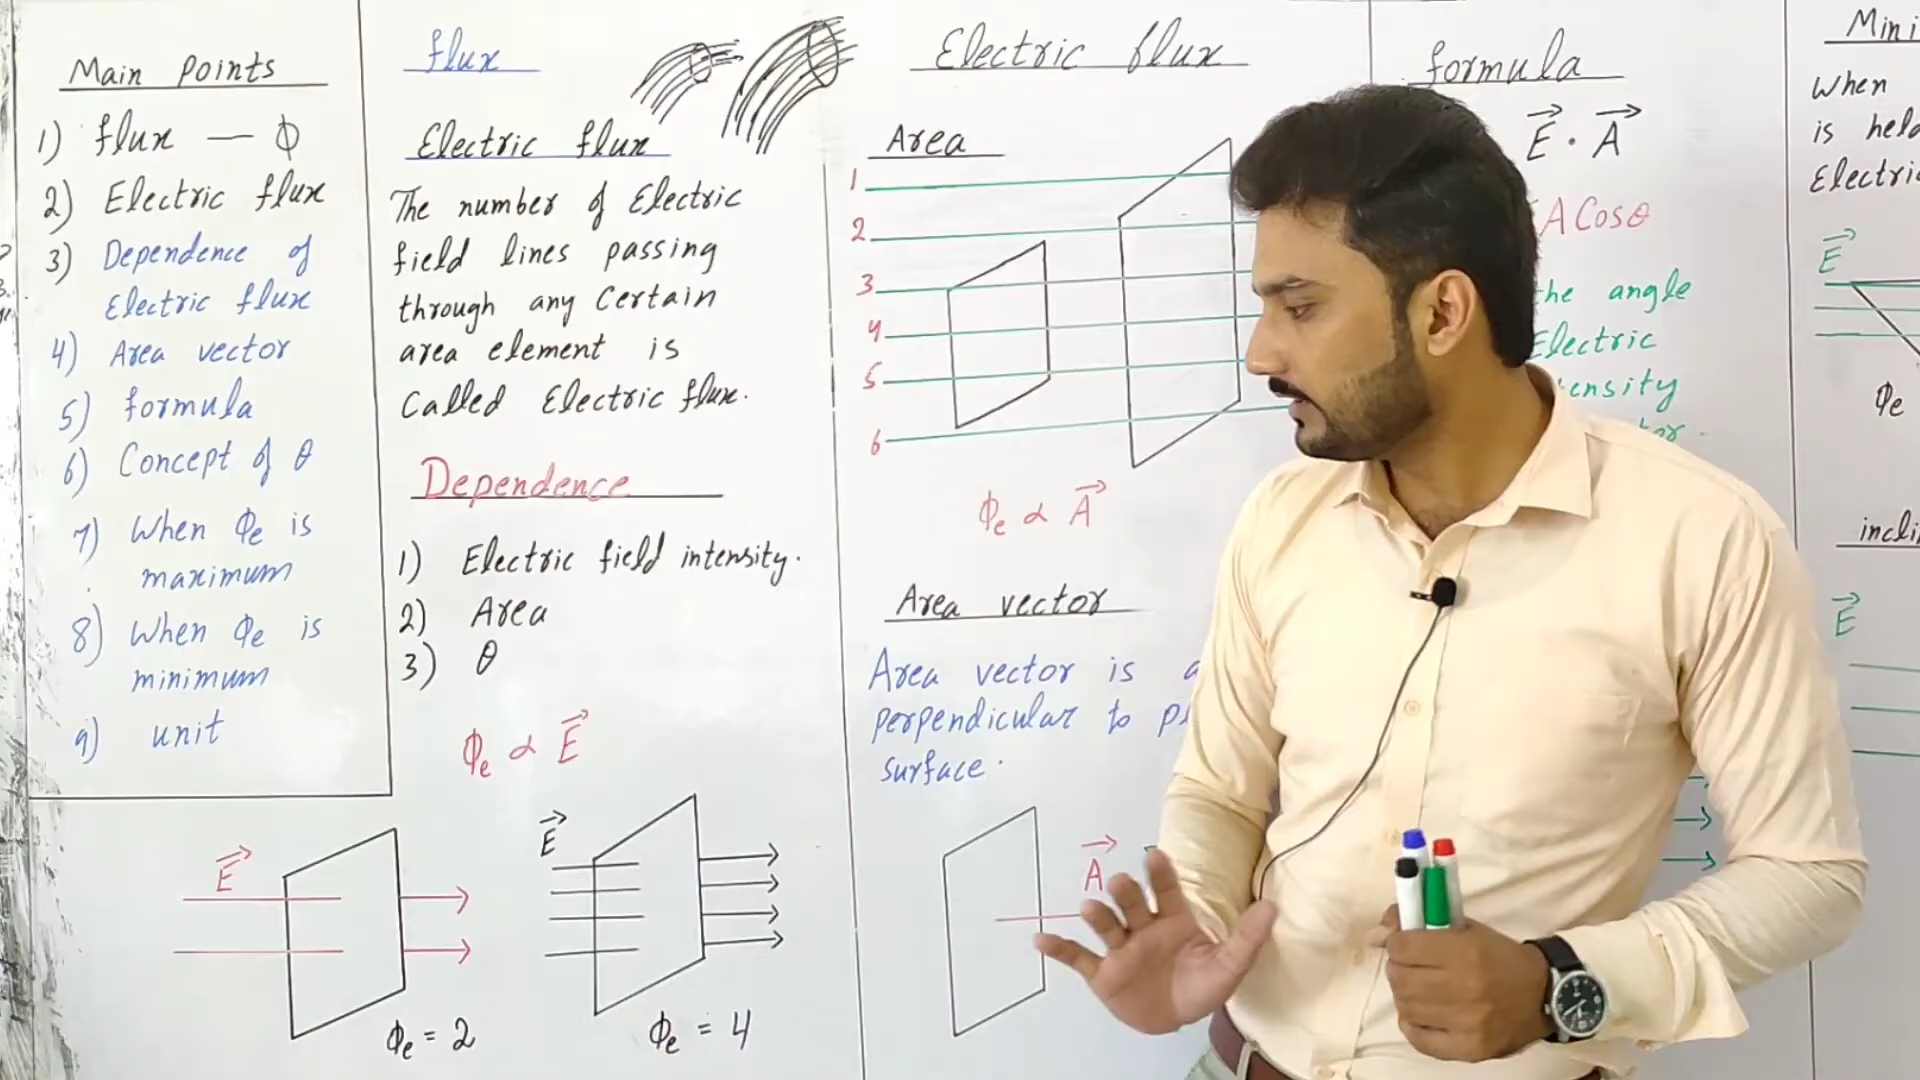 Main points
1) flux — Φ
2) Electric flux
3) Dependence of
Electric flux
4) Area vector
5) formula
6) Concept of θ
7) When Φe is
maximum
8) When Φe is
minimum
9) unit
flux
Electric flux
The number of Electric
field lines passing
through any Certain
area element is
Called Electric flux.
Dependence
1) Electric field intensity.
2) Area
3) θ
Φe ∝ E⃗
E⃗
Φe = 2
E⃗
Φe = 4
Electric flux
Area
1
2
3
4
5
6
Φe ∝ A⃗
Area vector
Area vector is a
perpendicular to
surface.
A⃗
formula
E⃗ · A⃗
A Cosθ
the angle
Electric
When
is held
Electric
E⃗
Φe
E⃗